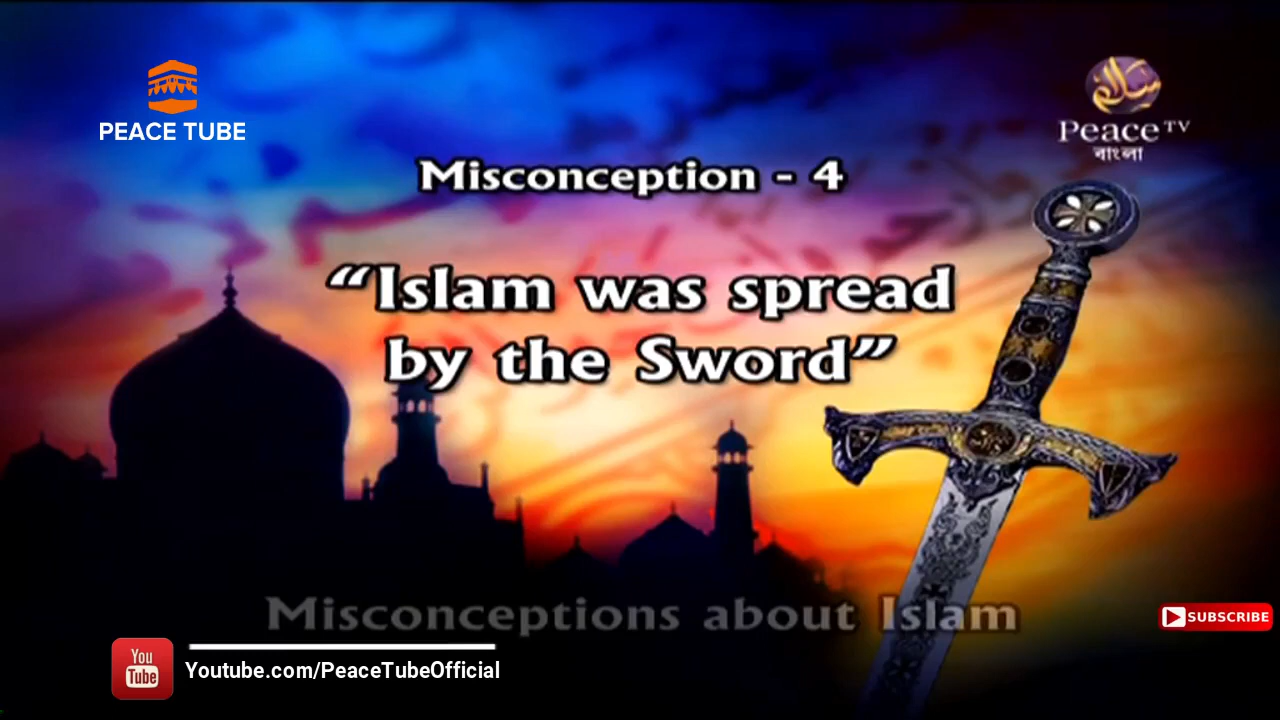 PEACE TUBE
سلام
Peace TV
বাংলা
Misconception - 4
“Islam was spread
by the Sword”
Misconceptions about Islam
SUBSCRIBE
You
Tube
Youtube.com/PeaceTubeOfficial